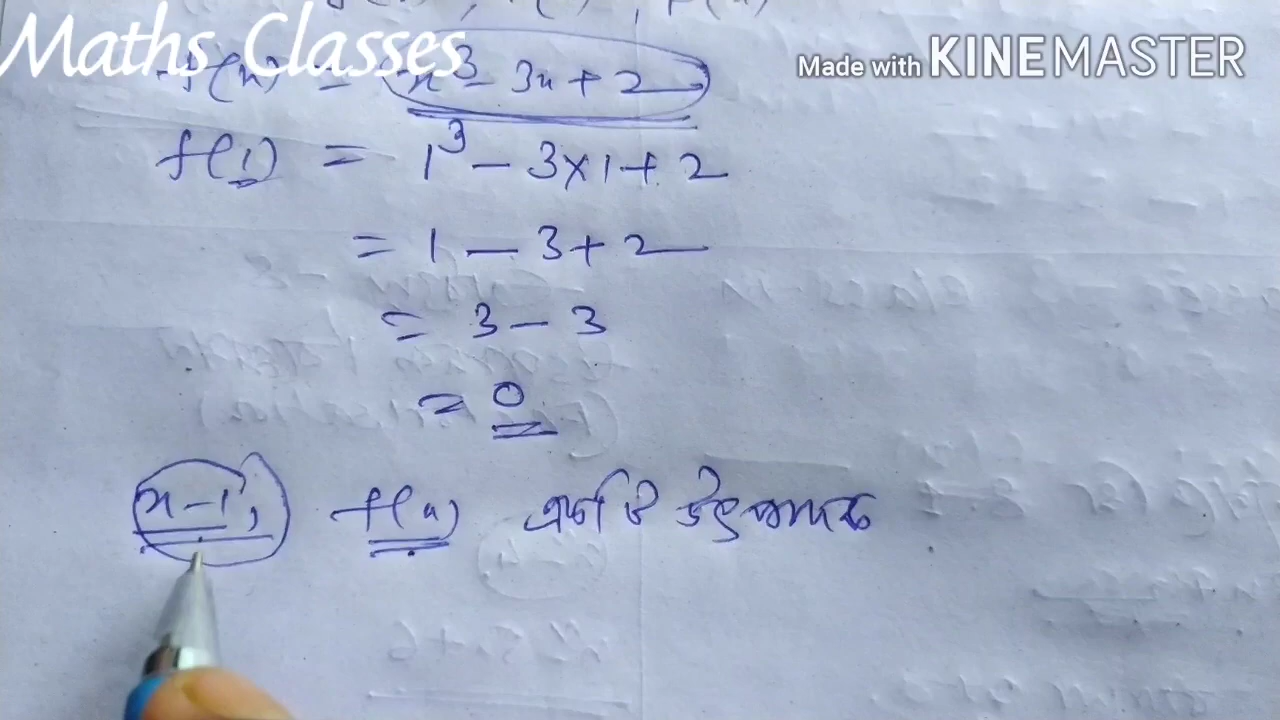 Maths Classes
Made with KINEMASTER
f(x) = x³ - 3x + 2
f(1) = 1³ - 3×1 + 2
= 1 - 3 + 2
= 3 - 3
= 0
x-1, f(x) একটি উৎপাদক